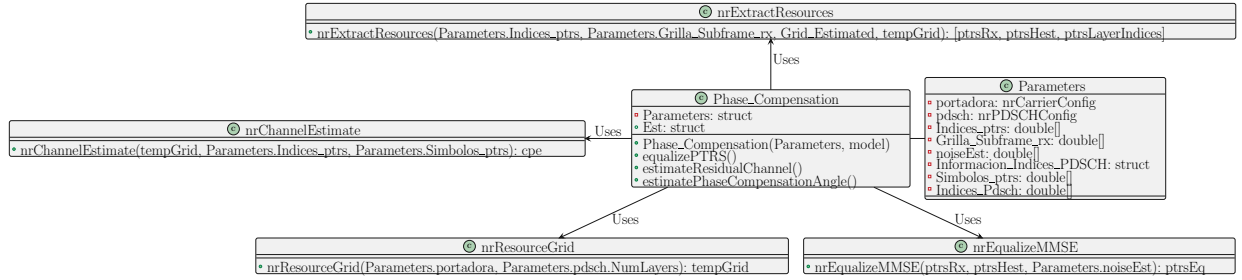 C nrExtractResources
nrExtractResources(Parameters.Indices_ptrs, Parameters.Grilla_Subframe_rx, Grid_Estimated, tempGrid): [ptrsRx, ptrsHest, ptrsLayerIndices]
Uses
C Phase_Compensation
Parameters: struct
Est: struct
Phase_Compensation(Parameters, model)
equalizePTRS()
estimateResidualChannel()
estimatePhaseCompensationAngle()
C Parameters
portadora: nrCarrierConfig
pdsch: nrPDSCHConfig
Indices_ptrs: double[]
Grilla_Subframe_rx: double[]
noiseEst: double[]
Informacion_Indices_PDSCH: struct
Simbolos_ptrs: double[]
Indices_Pdsch: double[]
C nrChannelEstimate
nrChannelEstimate(tempGrid, Parameters.Indices_ptrs, Parameters.Simbolos_ptrs): cpe
Uses
Uses
Uses
C nrResourceGrid
nrResourceGrid(Parameters.portadora, Parameters.pdsch.NumLayers): tempGrid
C nrEqualizeMMSE
nrEqualizeMMSE(ptrsRx, ptrsHest, Parameters.noiseEst): ptrsEq